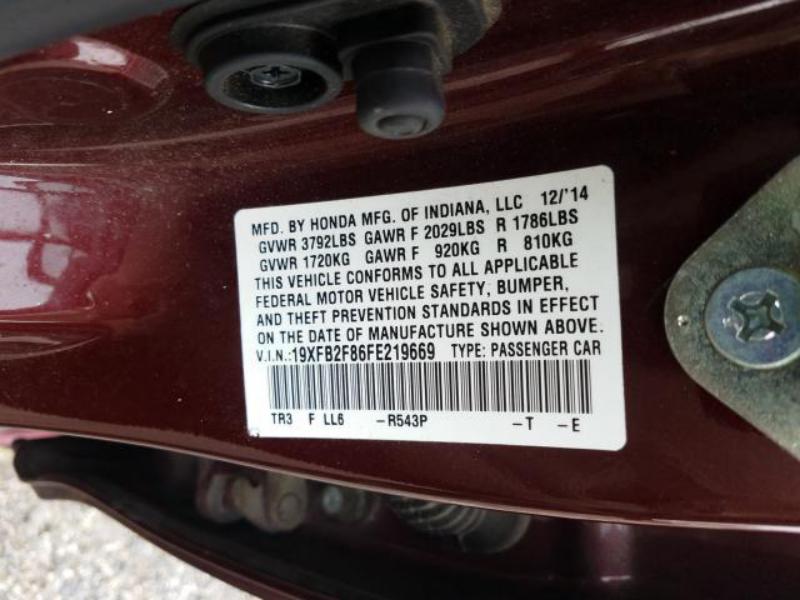 MFD. BY HONDA MFG. OF INDIANA, LLC 12/'14
GVWR 3792LBS GAWR F 2029LBS R 1786LBS
GVWR 1720KG GAWR F 920KG R 810KG
THIS VEHICLE CONFORMS TO ALL APPLICABLE
FEDERAL MOTOR VEHICLE SAFETY, BUMPER,
AND THEFT PREVENTION STANDARDS IN EFFECT
ON THE DATE OF MANUFACTURE SHOWN ABOVE.
V.I.N.:19XFB2F86FE219669 TYPE: PASSENGER CAR
TR3 F LL6 -R543P -T -E